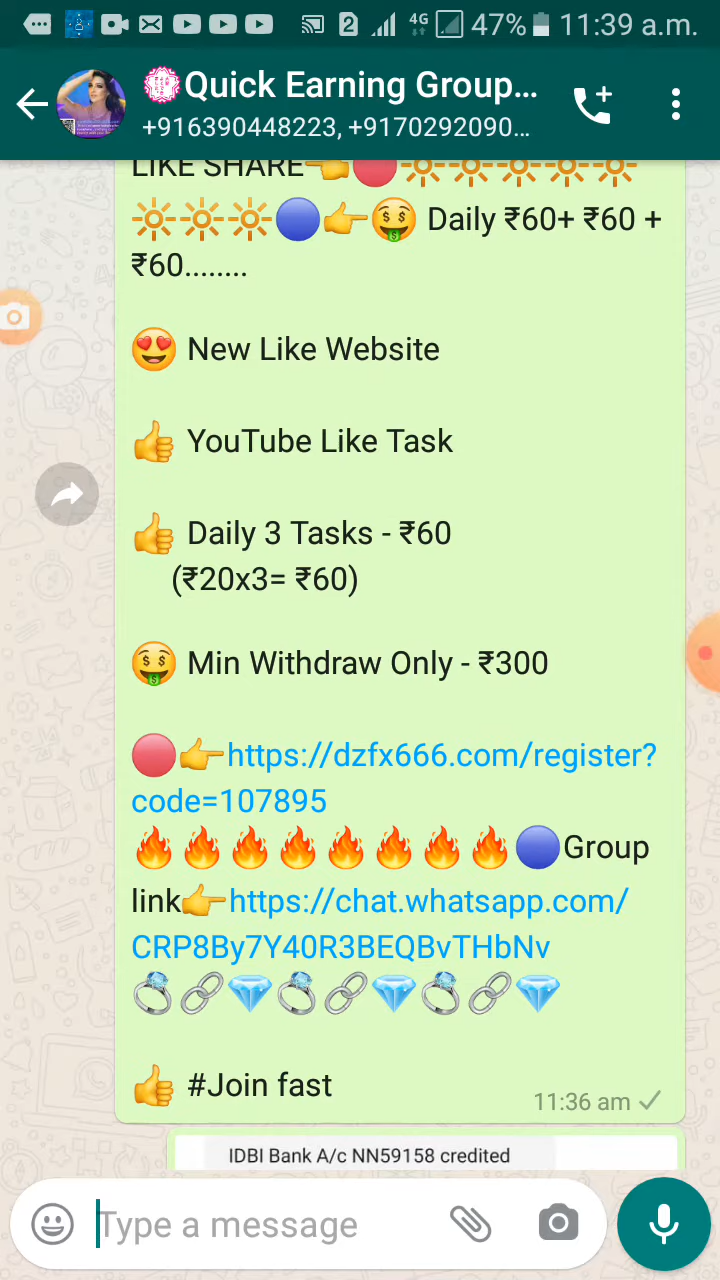 4G 47% 11:39 a.m.
2
Quick Earning Group...
+916390448223, +9170292090...
LIKE SHARE👈🔴🔆🔆🔆🔆🔆
🔆🔆🔆🔵👉🤑 Daily ₹60+ ₹60 +
₹60........
😍 New Like Website
👍 YouTube Like Task
👍 Daily 3 Tasks - ₹60
(₹20x3= ₹60)
🤑 Min Withdraw Only - ₹300
🔴👉https://dzfx666.com/register?
code=107895
🔥🔥🔥🔥🔥🔥🔥🔥🔵Group
link👉https://chat.whatsapp.com/
CRP8By7Y40R3BEQBvTHbNv
💍🔗💎💍🔗💎💍🔗💎
👍 #Join fast
11:36 am
IDBI Bank A/c NN59158 credited
Type a message